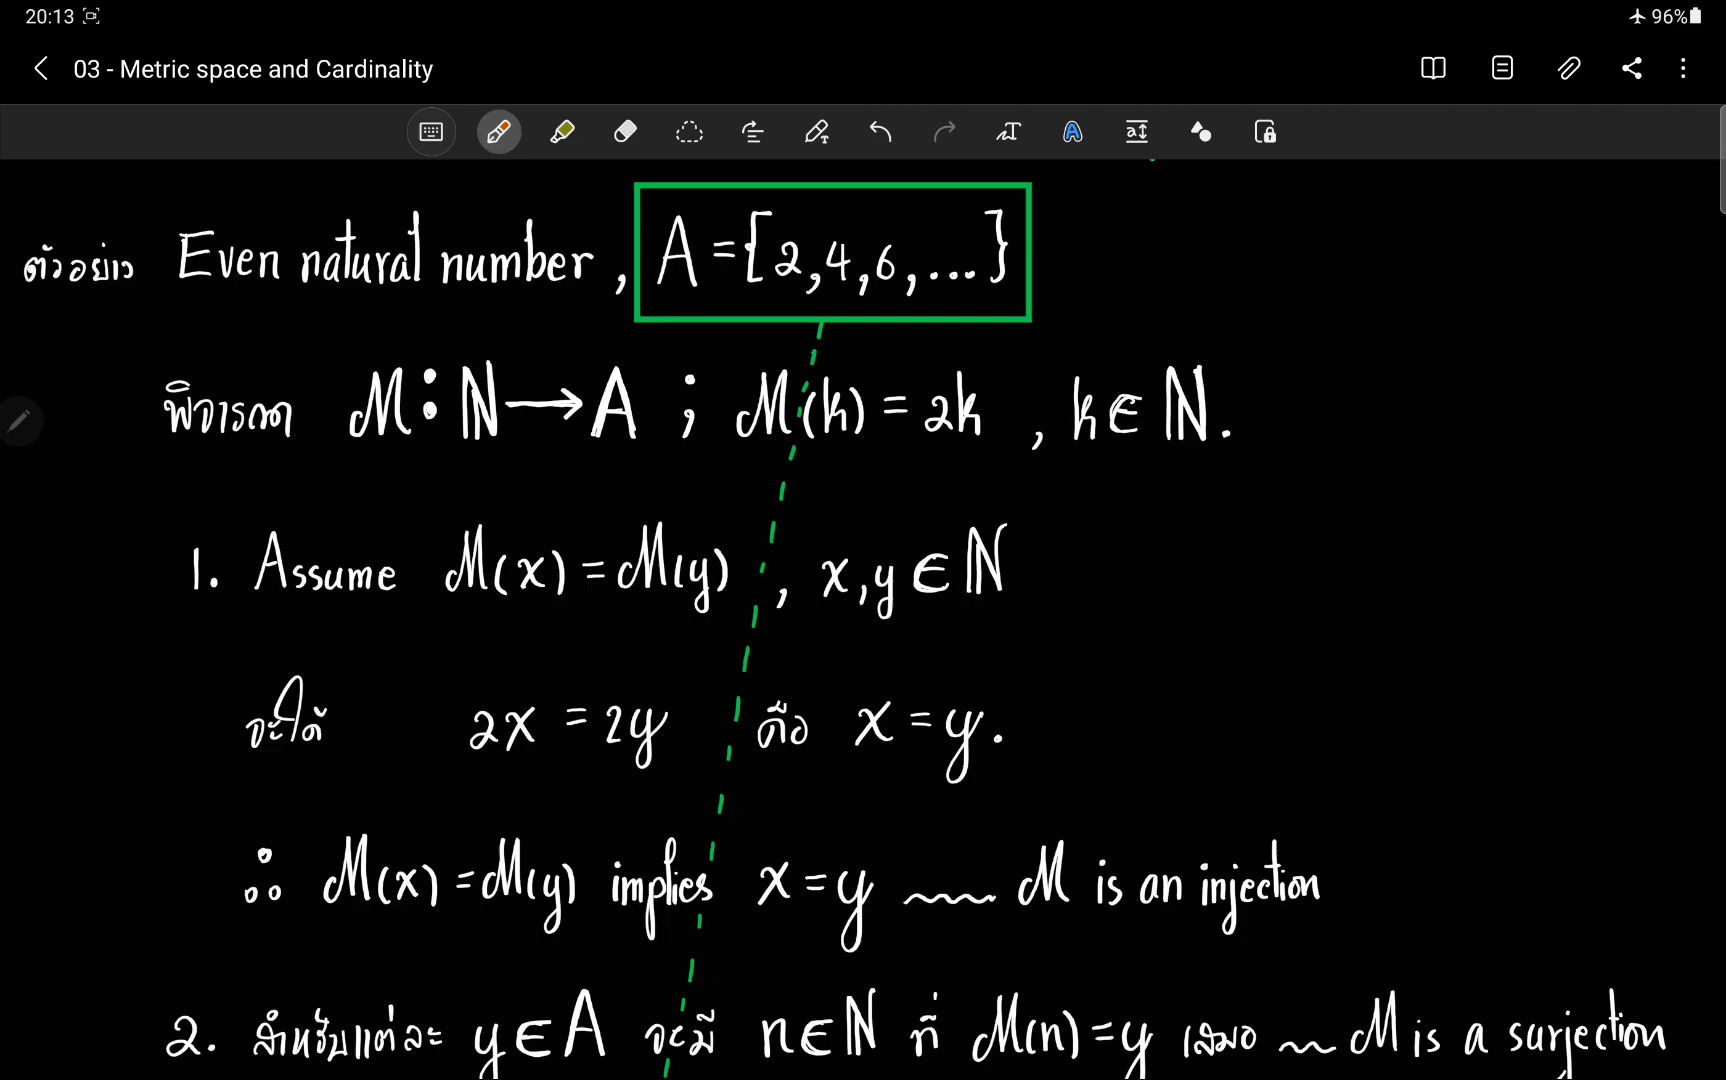 20:13 96%
03 - Metric space and Cardinality
ตัวอย่าง Even natural number , A = {2,4,6,...}
พิจารณา M : ℕ → A ; M(k) = 2k , k ∈ ℕ.
1. Assume M(x) = M(y) , x,y ∈ ℕ
จะได้ 2x = 2y คือ x = y.
∴ M(x) = M(y) implies x = y ~~~ M is an injection
2. สำหรับแต่ละ y ∈ A จะมี n ∈ ℕ ที่ M(n) = y เสมอ ~~ M is a surjection